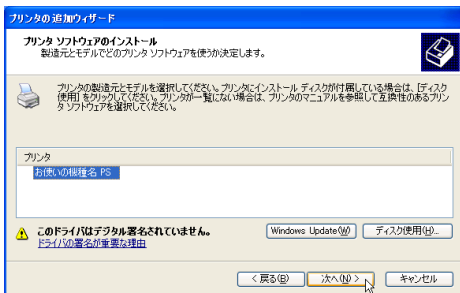 プリンタの追加ウィザード
プリンタ ソフトウェアのインストール
製造元とモデルでどのプリンタ ソフトウェアを使うか決定します。
プリンタの製造元とモデルを選択してください。プリンタにインストール ディスクが付属している場合は、[ディスク
使用] をクリックしてください。プリンタが一覧にない場合は、プリンタのマニュアルを参照して互換性のあるプリン
タ ソフトウェアを選択してください。
プリンタ
お使いの機種名 PS
このドライバはデジタル署名されていません。
ドライバの署名が重要な理由
Windows Update(W)
ディスク使用(H)...
< 戻る(B)
次へ(N) >
キャンセル